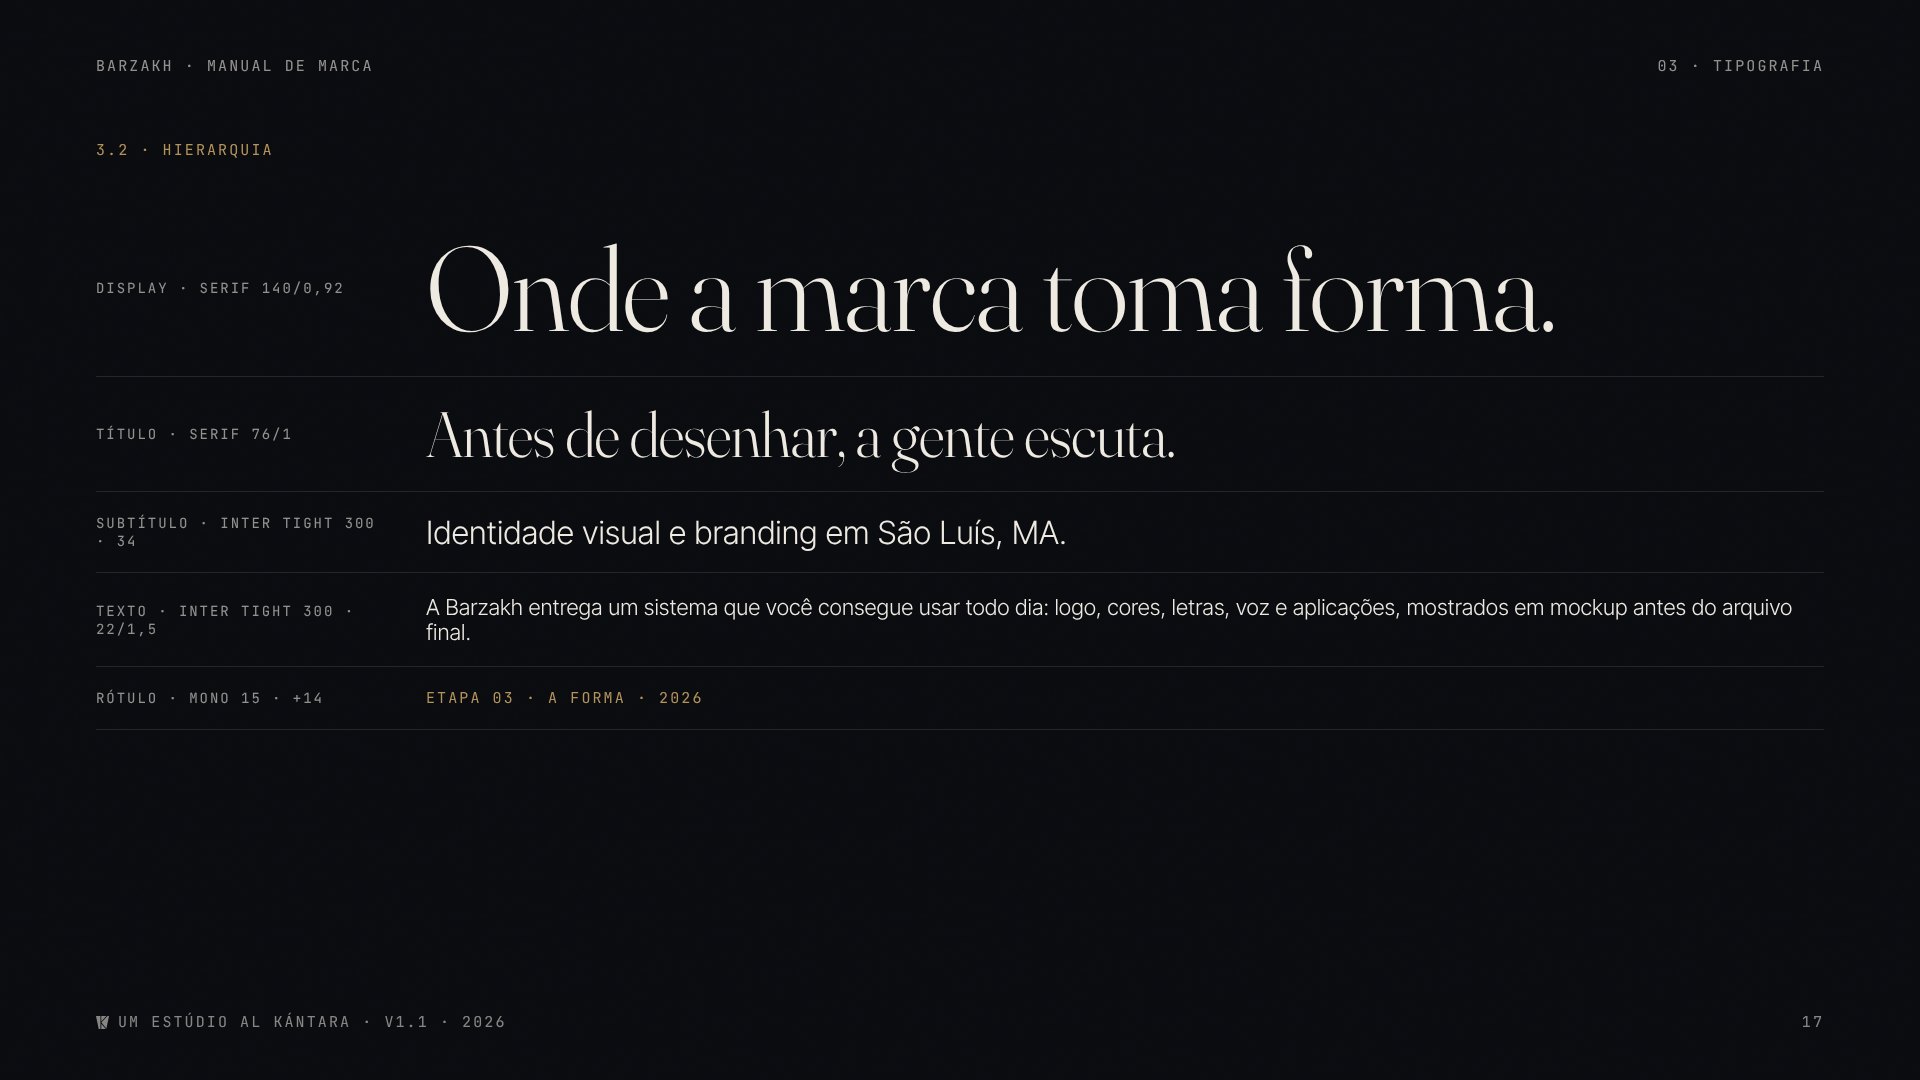 BARZAKH · MANUAL DE MARCA
03 · TIPOGRAFIA
3.2 · HIERARQUIA
DISPLAY · SERIF 140/0,92
Onde a marca toma forma.
TÍTULO · SERIF 76/1
Antes de desenhar, a gente escuta.
SUBTÍTULO · INTER TIGHT 300
· 34
Identidade visual e branding em São Luís, MA.
TEXTO · INTER TIGHT 300 ·
22/1,5
A Barzakh entrega um sistema que você consegue usar todo dia: logo, cores, letras, voz e aplicações, mostrados em mockup antes do arquivo
final.
RÓTULO · MONO 15 · +14
ETAPA 03 · A FORMA · 2026
UM ESTÚDIO AL KÁNTARA · V1.1 · 2026
17